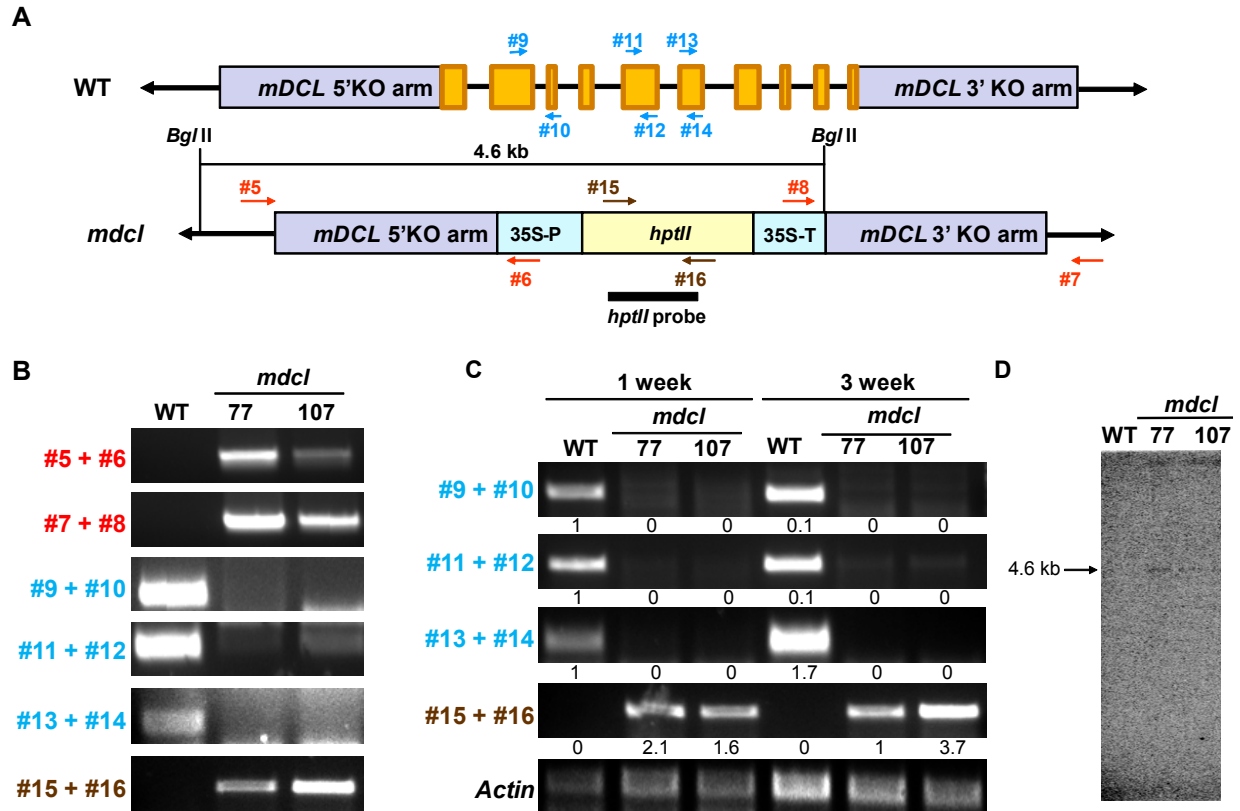 A
#9 #11 #13
WT
mDCL 5'KO arm
mDCL 3' KO arm
#10 #12 #14
Bgl II
Bgl II
4.6 kb
#5 #15 #8
mdcl
mDCL 5'KO arm
35S-P
hptII
35S-T
mDCL 3' KO arm
#6 #16 #7
hptII probe
B
mdcl
WT 77 107
#5 + #6
#7 + #8
#9 + #10
#11 + #12
#13 + #14
#15 + #16
C
1 week 3 week
mdcl mdcl
WT 77 107 WT 77 107
#9 + #10
1 0 0 0.1 0 0
#11 + #12
1 0 0 0.1 0 0
#13 + #14
1 0 0 1.7 0 0
#15 + #16
0 2.1 1.6 0 1 3.7
Actin
D
mdcl
WT 77 107
4.6 kb